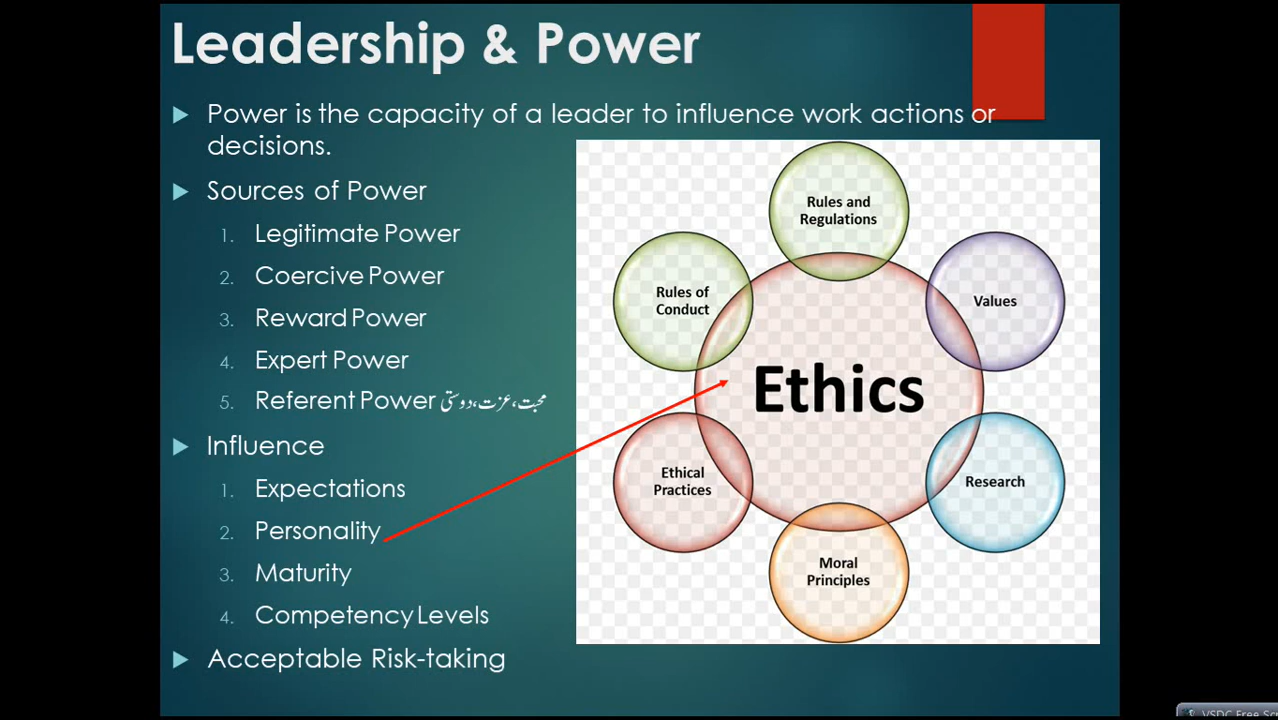 Leadership & Power
Power is the capacity of a leader to influence work actions or
decisions.
Sources of Power
1. Legitimate Power
2. Coercive Power
3. Reward Power
4. Expert Power
5. Referent Power محبت،عزت،دوستی
Influence
1. Expectations
2. Personality
3. Maturity
4. Competency Levels
Acceptable Risk-taking
Rules and
Regulations
Rules of
Conduct
Values
Ethics
Ethical
Practices
Research
Moral
Principles
VSDC Free